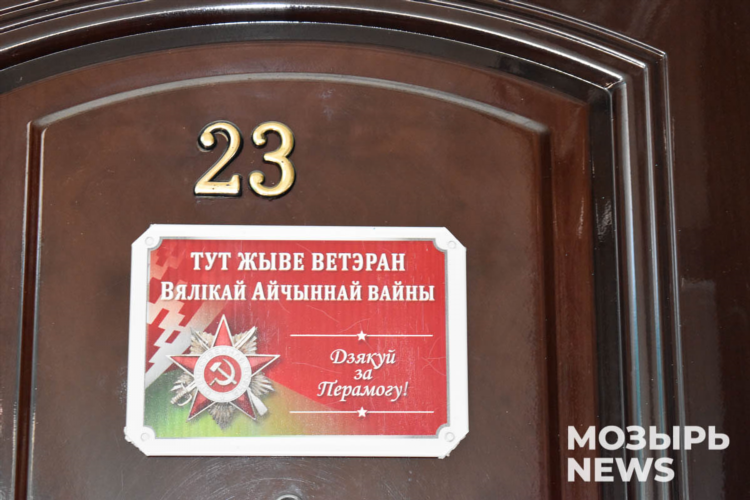 23
ТУТ ЖЫВЕ ВЕТЭРАН
ВЯЛІКАЙ АЙЧЫННАЙ ВАЙНЫ
Дзякуй
за
Перамогу!
МОЗЫРЬ
NEWS